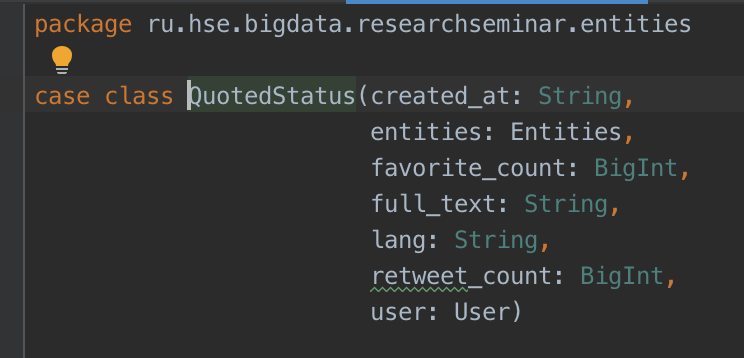 package ru.hse.bigdata.researchseminar.entities
case class QuotedStatus(created_at: String,
entities: Entities,
favorite_count: BigInt,
full_text: String,
lang: String,
retweet_count: BigInt,
user: User)